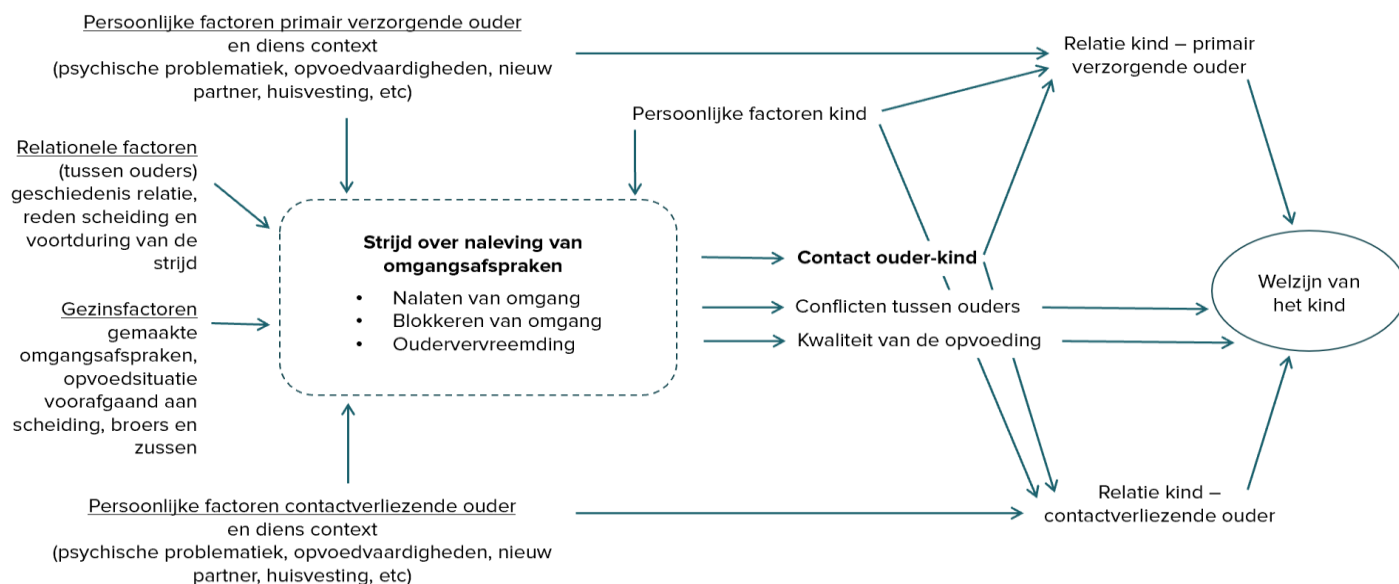 Persoonlijke factoren primair verzorgende ouder
en diens context
(psychische problematiek, opvoedvaardigheden, nieuw
partner, huisvesting, etc)
Relatie kind – primair
verzorgende ouder
Persoonlijke factoren kind
Relationele factoren
(tussen ouders)
geschiedenis relatie,
reden scheiding en
voortduring van de
strijd
Strijd over naleving van
omgangsafspraken
• Nalaten van omgang
• Blokkeren van omgang
• Oudervervreemding
Contact ouder-kind
Conflicten tussen ouders
Kwaliteit van de opvoeding
Welzijn van
het kind
Gezinsfactoren
gemaakte
omgangsafspraken,
opvoedsituatie
voorafgaand aan
scheiding, broers en
zussen
Persoonlijke factoren contactverliezende ouder
en diens context
(psychische problematiek, opvoedvaardigheden, nieuw
partner, huisvesting, etc)
Relatie kind –
contactverliezende ouder